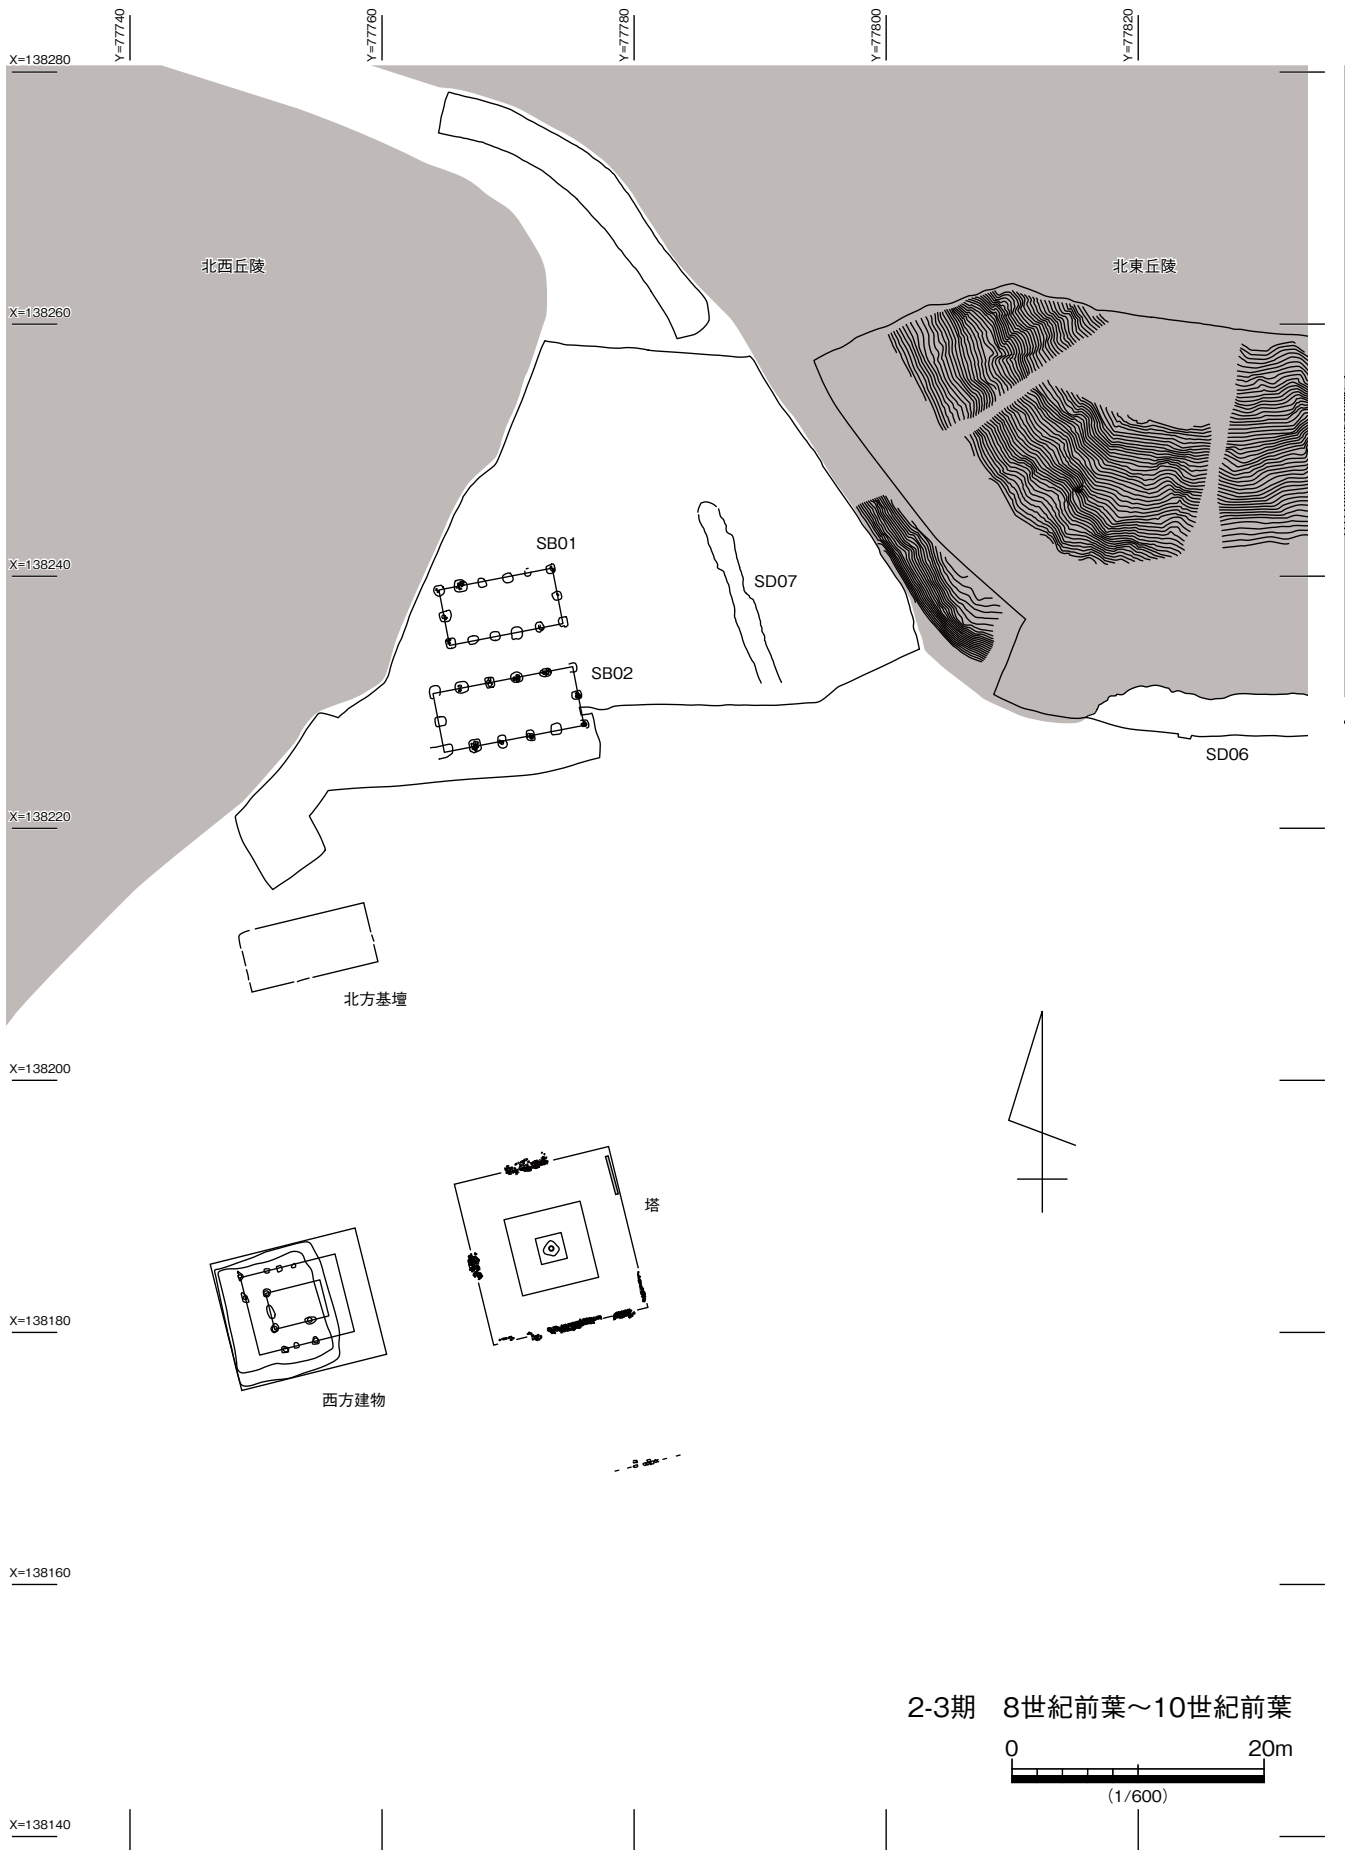 Y=77740
Y=77760
Y=77780
Y=77800
Y=77820
X=138280
北西丘陵
北東丘陵
X=138260
SB01
X=138240
SD07
SB02
SD06
X=138220
北方基壇
X=138200
塔
X=138180
西方建物
X=138160
2-3期　8世紀前葉～10世紀前葉
0 20m
（1/600）
X=138140